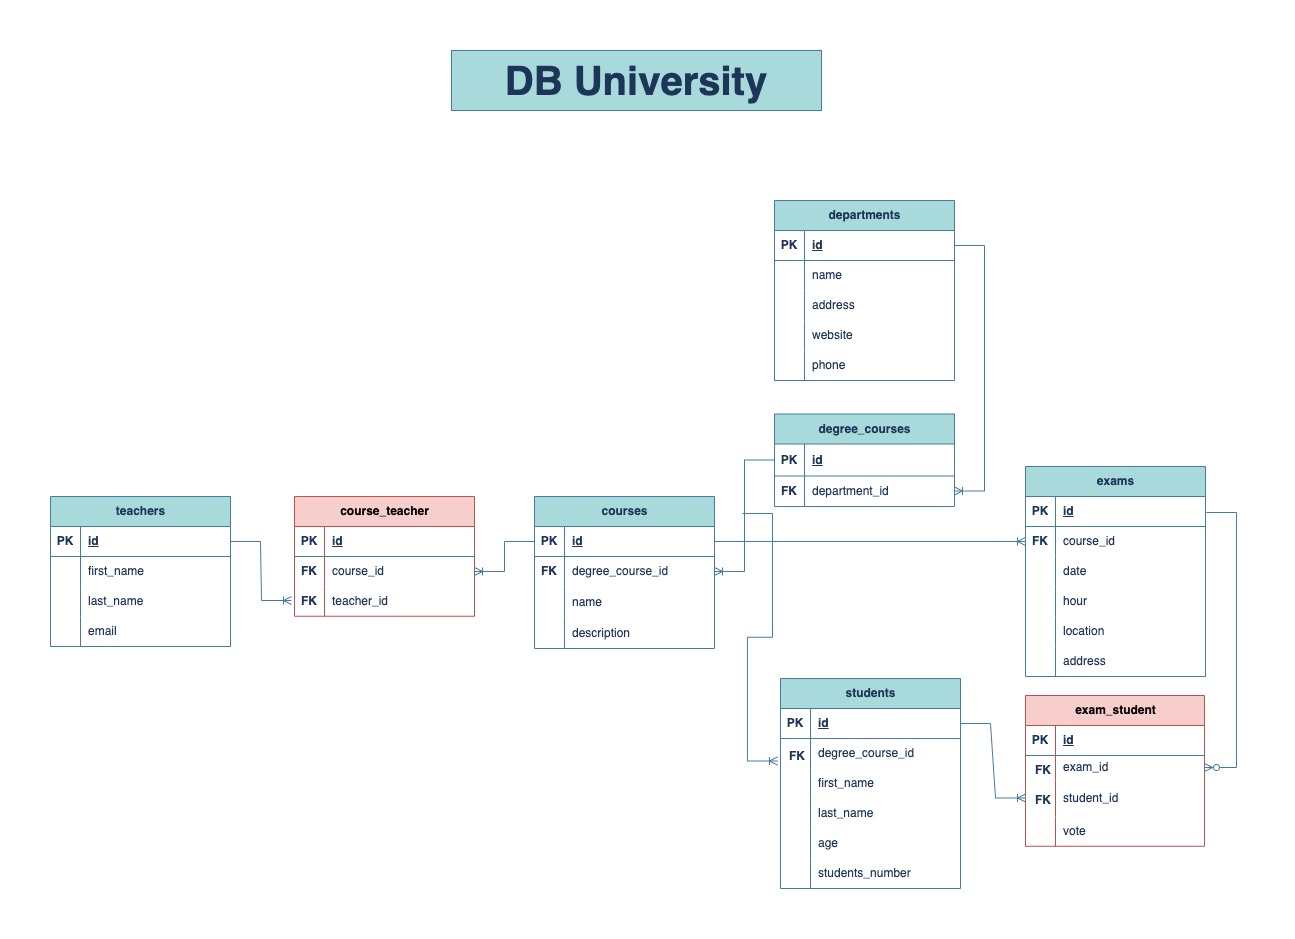 DB University
departments
PK id
name
address
website
phone
degree_courses
PK id
FK department_id
teachers
PK id
first_name
last_name
email
course_teacher
PK id
FK course_id
FK teacher_id
courses
PK id
FK degree_course_id
name
description
exams
PK id
FK course_id
date
hour
location
address
students
PK id
FK degree_course_id
first_name
last_name
age
students_number
exam_student
PK id
FK exam_id
FK student_id
vote